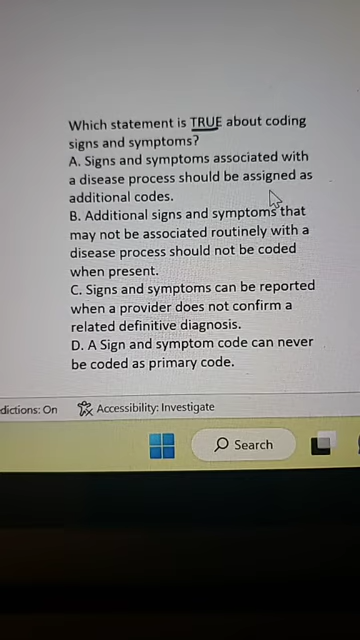 Which statement is TRUE about coding
signs and symptoms?
A. Signs and symptoms associated with
a disease process should be assigned as
additional codes.
B. Additional signs and symptoms that
may not be associated routinely with a
disease process should not be coded
when present.
C. Signs and symptoms can be reported
when a provider does not confirm a
related definitive diagnosis.
D. A Sign and symptom code can never
be coded as primary code.
dictions: On Accessibility: Investigate
Search